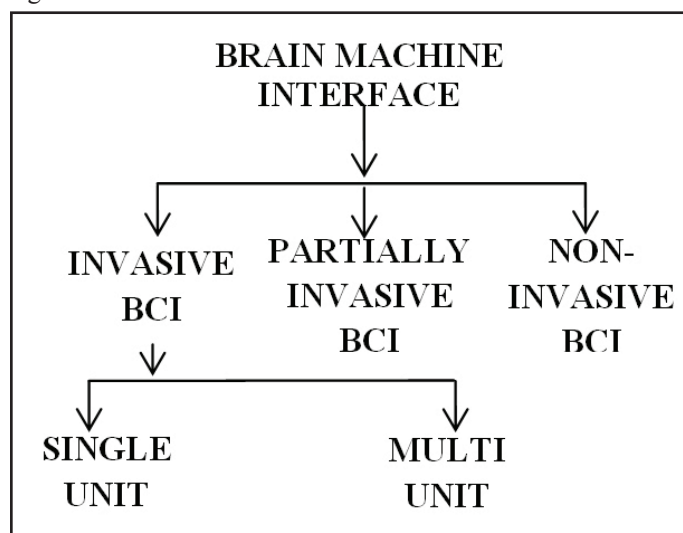 BRAIN MACHINE
INTERFACE
INVASIVE
BCI
PARTIALLY
INVASIVE
BCI
NON-
INVASIVE
BCI
SINGLE
UNIT
MULTI
UNIT